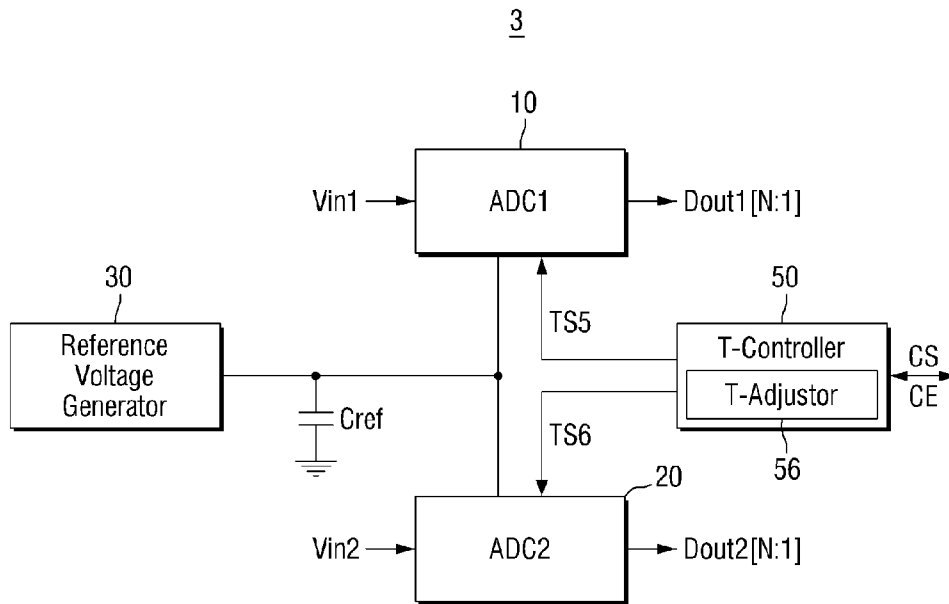 3
10
Vin1
ADC1
Dout1[N:1]
30
Reference
Voltage
Generator
Cref
TS5
TS6
50
T-Controller
T-Adjustor
CS
CE
56
20
Vin2
ADC2
Dout2[N:1]